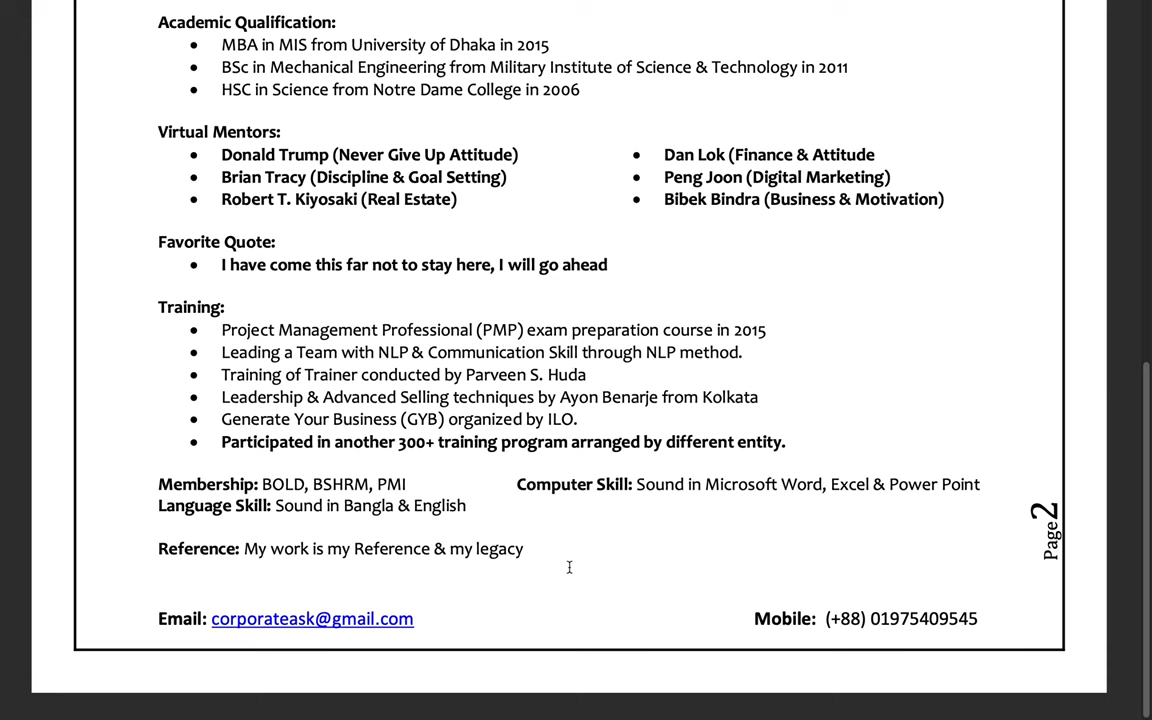 Academic Qualification:
• MBA in MIS from University of Dhaka in 2015
• BSc in Mechanical Engineering from Military Institute of Science & Technology in 2011
• HSC in Science from Notre Dame College in 2006
Virtual Mentors:
• Donald Trump (Never Give Up Attitude)
• Brian Tracy (Discipline & Goal Setting)
• Robert T. Kiyosaki (Real Estate)
• Dan Lok (Finance & Attitude
• Peng Joon (Digital Marketing)
• Bibek Bindra (Business & Motivation)
Favorite Quote:
• I have come this far not to stay here, I will go ahead
Training:
• Project Management Professional (PMP) exam preparation course in 2015
• Leading a Team with NLP & Communication Skill through NLP method.
• Training of Trainer conducted by Parveen S. Huda
• Leadership & Advanced Selling techniques by Ayon Benarje from Kolkata
• Generate Your Business (GYB) organized by ILO.
• Participated in another 300+ training program arranged by different entity.
Membership: BOLD, BSHRM, PMI
Computer Skill: Sound in Microsoft Word, Excel & Power Point
Language Skill: Sound in Bangla & English
Reference: My work is my Reference & my legacy
Page 2
Email: corporateask@gmail.com
Mobile: (+88) 01975409545